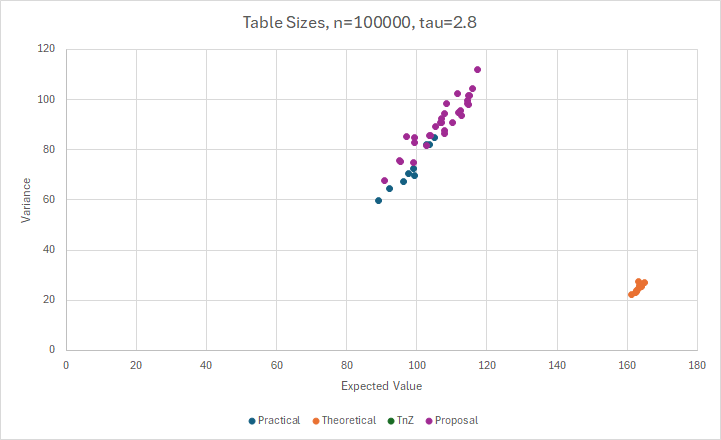 Table Sizes, n=100000, tau=2.8
120
100
80
60
40
20
0
Variance
0 20 40 60 80 100 120 140 160 180
Expected Value
Practical Theoretical TnZ Proposal